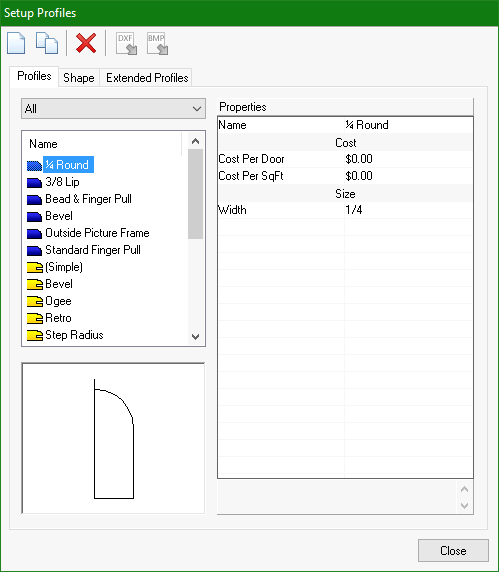 Setup Profiles
DXF BMP
Profiles Shape Extended Profiles
All
Name
¼ Round
3/8 Lip
Bead & Finger Pull
Bevel
Outside Picture Frame
Standard Finger Pull
(Simple)
Bevel
Ogee
Retro
Step Radius
Properties
Name ¼ Round
Cost
Cost Per Door $0.00
Cost Per SqFt $0.00
Size
Width 1/4
Close